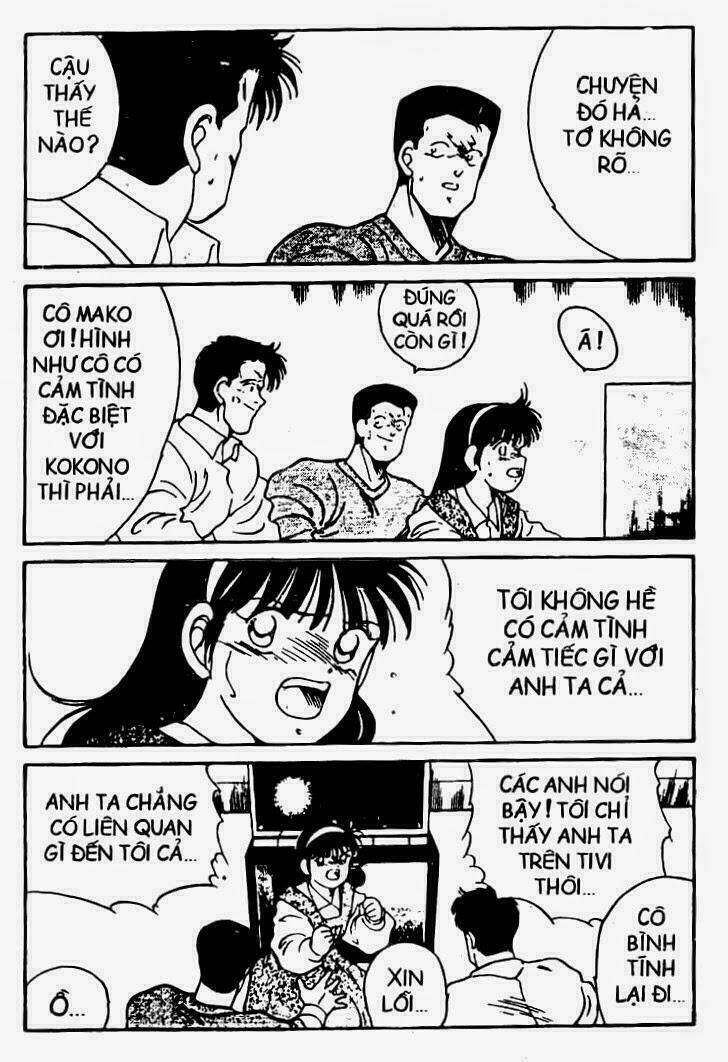 CẬU
THẤY
THẾ
NÀO?
CHUYỆN
ĐÓ HẢ...
TỚ KHÔNG
RÕ...
CÔ MAKO
ƠI! HÌNH
NHƯ CÔ CÓ
CẢM TÌNH
ĐẶC BIỆT
VỚI
KOKONO
THÌ PHẢI...
ĐÚNG
QUÁ RỒI
CÒN GÌ!
Á!
TÔI KHÔNG HỀ
CÓ CẢM TÌNH
CẢM TIẾC GÌ VỚI
ANH TA CẢ...
ANH TA CHẲNG
CÓ LIÊN QUAN
GÌ ĐẾN TÔI CẢ...
CÁC ANH NÓI
BẬY! TÔI CHỈ
THẤY ANH TA
TRÊN TIVI
THÔI...
CÔ
BÌNH
TĨNH
LẠI ĐI...
XIN
LỖI...
Ồ...